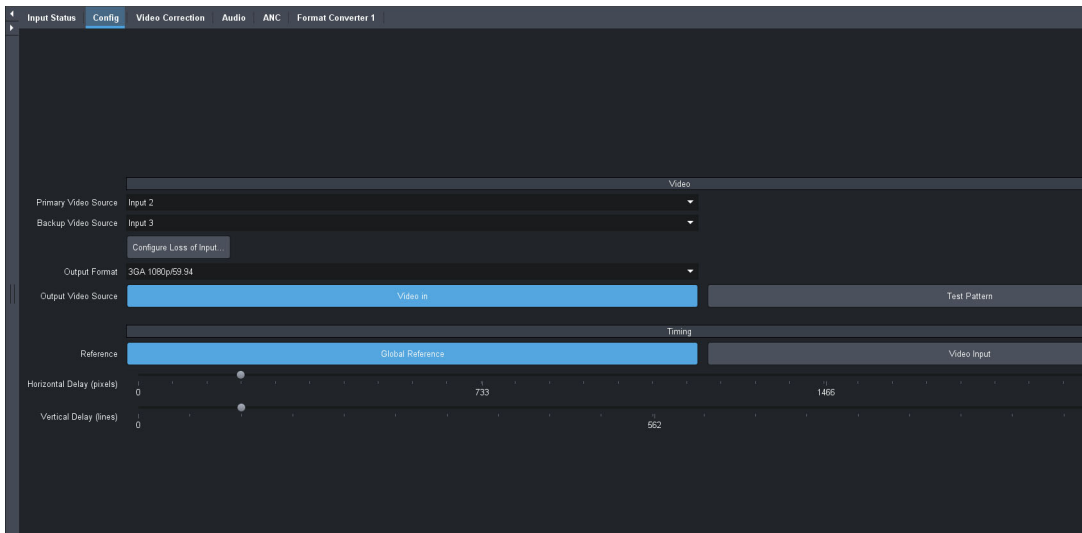 Input Status Config Video Correction Audio ANC Format Converter 1
Video
Primary Video Source Input 2
Backup Video Source Input 3
Configure Loss of Input...
Output Format 3GA 1080p/59.94
Output Video Source Video in Test Pattern
Timing
Reference Global Reference Video Input
Horizontal Delay (pixels)
0 733 1466
Vertical Delay (lines)
0 562